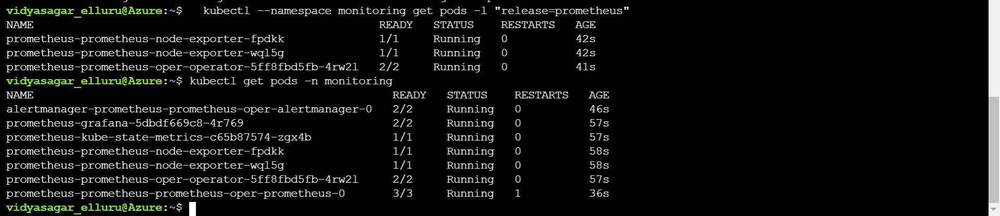 vidyasagar_elluru@Azure:~$   kubectl --namespace monitoring get pods -l "release=prometheus"
NAME                                                   READY   STATUS    RESTARTS   AGE
prometheus-prometheus-node-exporter-fpdkk              1/1     Running   0          42s
prometheus-prometheus-node-exporter-wql5g              1/1     Running   0          42s
prometheus-prometheus-oper-operator-5ff8fbd5fb-4rw2l   2/2     Running   0          41s
vidyasagar_elluru@Azure:~$ kubectl get pods -n monitoring
NAME                                                     READY   STATUS    RESTARTS   AGE
alertmanager-prometheus-prometheus-oper-alertmanager-0   2/2     Running   0          46s
prometheus-grafana-5dbdf669c8-4r769                      2/2     Running   0          57s
prometheus-kube-state-metrics-c65b87574-zgx4b            1/1     Running   0          57s
prometheus-prometheus-node-exporter-fpdkk                1/1     Running   0          58s
prometheus-prometheus-node-exporter-wql5g                1/1     Running   0          58s
prometheus-prometheus-oper-operator-5ff8fbd5fb-4rw2l     2/2     Running   0          57s
prometheus-prometheus-prometheus-oper-prometheus-0       3/3     Running   1          36s
vidyasagar_elluru@Azure:~$